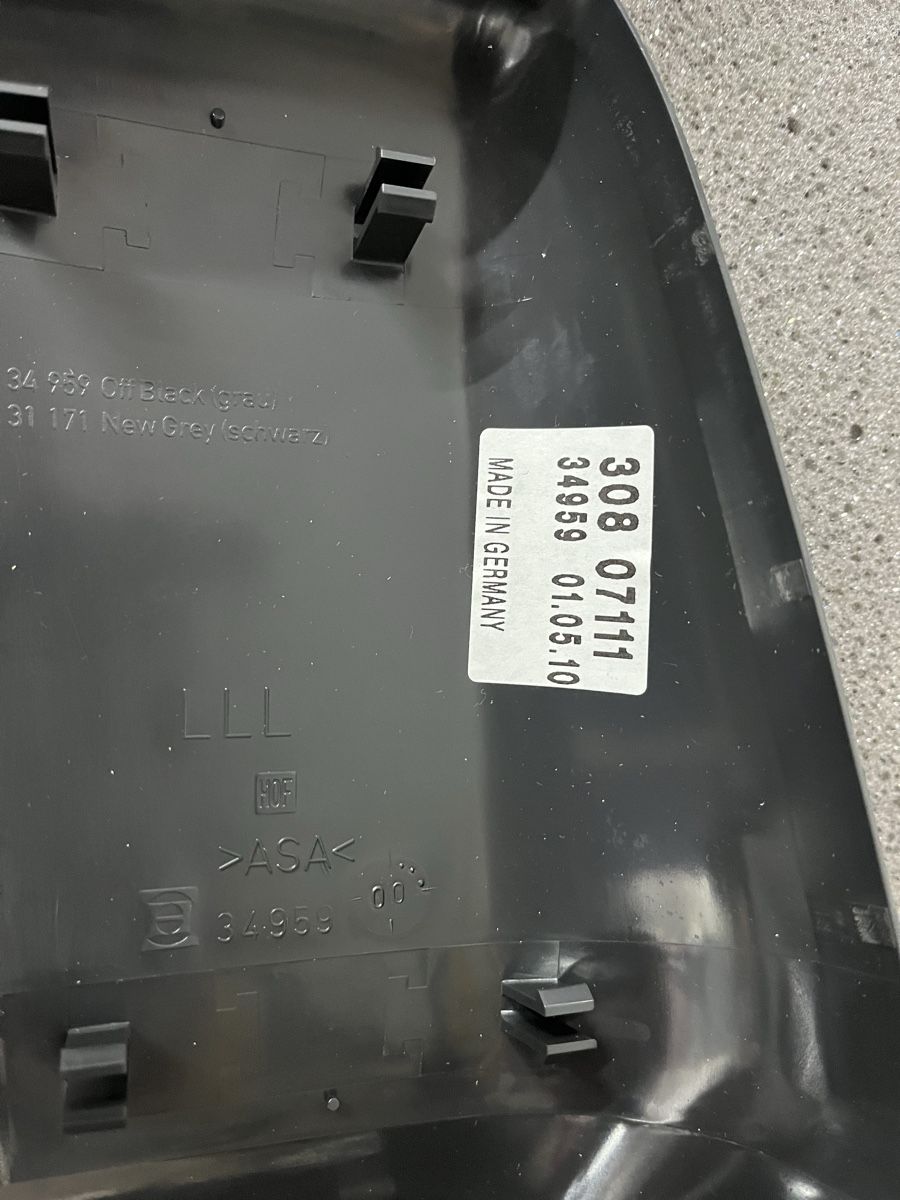 34 959 Off Black (grau)
31 171 New Grey (schwarz)
308 07111
34959 01.05.10
MADE IN GERMANY
LLL
HOF
>ASA<
00
34959